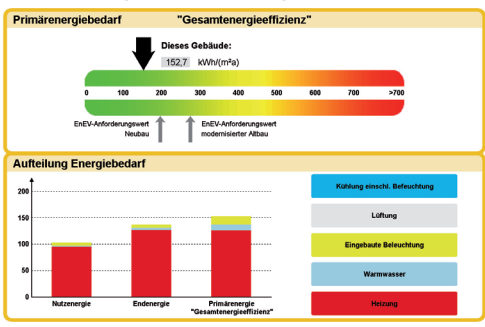 Primärenergiebedarf "Gesamtenergieeffizienz"
Dieses Gebäude:
152,7 kWh/(m²a)
0 100 200 300 400 500 600 >700
EnEV-Anforderungswert
Neubau
EnEV-Anforderungswert
modernisierter Altbau
Aufteilung Energiebedarf
200
150
100
50
0
Nutzenergie
Endenergie
Primärenergie
"Gesamtenergieeffizienz"
Kühlung einschl. Befeuchtung
Lüftung
Eingebaute Beleuchtung
Warmwasser
Heizung